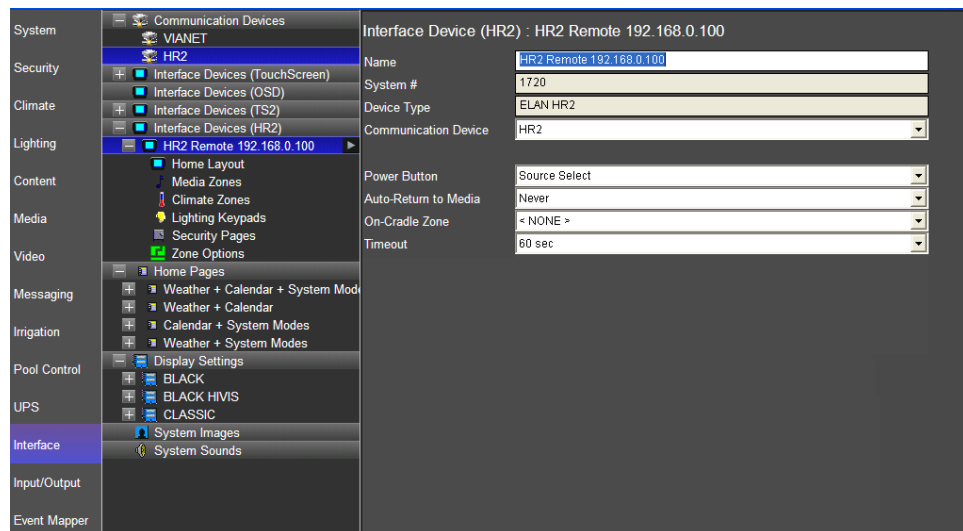 System
Security
Climate
Lighting
Content
Media
Video
Messaging
Irrigation
Pool Control
UPS
Interface
Input/Output
Event Mapper
Communication Devices
VIANET
HR2
Interface Devices (TouchScreen)
Interface Devices (OSD)
Interface Devices (TS2)
Interface Devices (HR2)
HR2 Remote 192.168.0.100
Home Layout
Media Zones
Climate Zones
Lighting Keypads
Security Pages
Zone Options
Home Pages
Weather + Calendar + System Mode
Weather + Calendar
Calendar + System Modes
Weather + System Modes
Display Settings
BLACK
BLACK HIVIS
CLASSIC
System Images
System Sounds
Interface Device (HR2) : HR2 Remote 192.168.0.100
Name HR2 Remote 192.168.0.100
System # 1720
Device Type ELAN HR2
Communication Device HR2
Power Button Source Select
Auto-Return to Media Never
On-Cradle Zone < NONE >
Timeout 60 sec